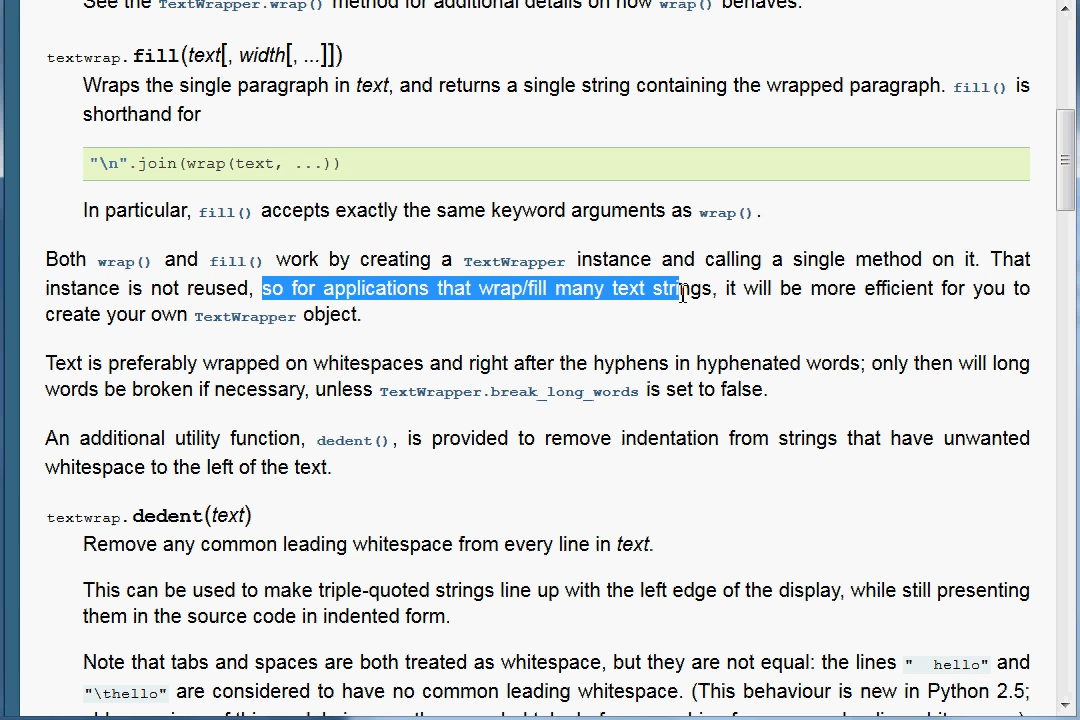 See the TextWrapper.wrap() method for additional details on how wrap() behaves.
textwrap.fill(text[, width[, ...]])
Wraps the single paragraph in text, and returns a single string containing the wrapped paragraph. fill() is
shorthand for
"\n".join(wrap(text, ...))
In particular, fill() accepts exactly the same keyword arguments as wrap().
Both wrap() and fill() work by creating a TextWrapper instance and calling a single method on it. That
instance is not reused, so for applications that wrap/fill many text strings, it will be more efficient for you to
create your own TextWrapper object.
Text is preferably wrapped on whitespaces and right after the hyphens in hyphenated words; only then will long
words be broken if necessary, unless TextWrapper.break_long_words is set to false.
An additional utility function, dedent(), is provided to remove indentation from strings that have unwanted
whitespace to the left of the text.
textwrap.dedent(text)
Remove any common leading whitespace from every line in text.
This can be used to make triple-quoted strings line up with the left edge of the display, while still presenting
them in the source code in indented form.
Note that tabs and spaces are both treated as whitespace, but they are not equal: the lines "  hello" and
"\thello" are considered to have no common leading whitespace. (This behaviour is new in Python 2.5;